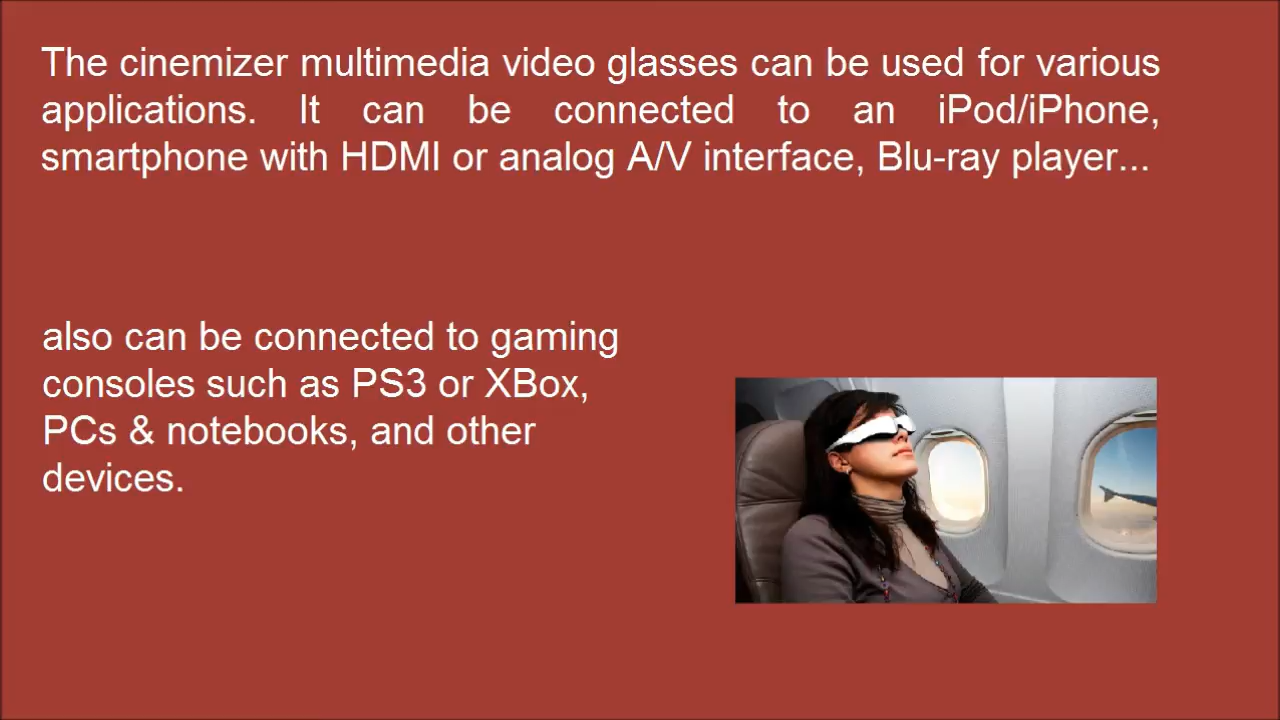 The cinemizer multimedia video glasses can be used for various
applications. It can be connected to an iPod/iPhone,
smartphone with HDMI or analog A/V interface, Blu-ray player...
also can be connected to gaming
consoles such as PS3 or XBox,
PCs & notebooks, and other
devices.